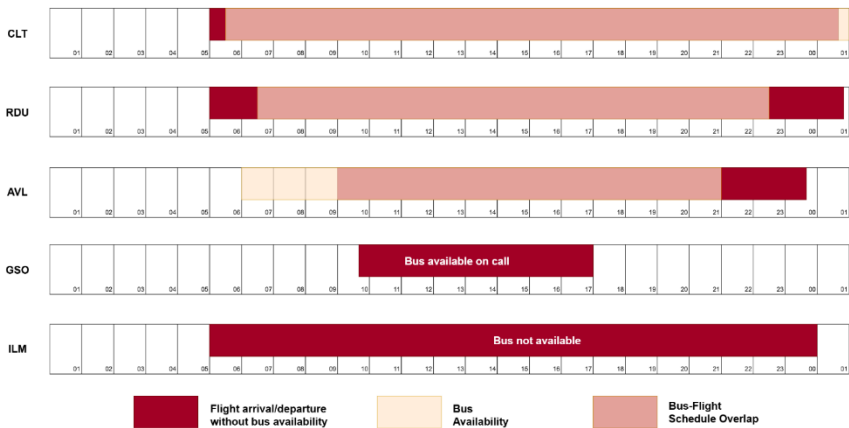 CLT
01 02 03 04 05 06 07 08 09 10 11 12 13 14 15 16 17 18 19 20 21 22 23 00 01
RDU
01 02 03 04 05 06 07 08 09 10 11 12 13 14 15 16 17 18 19 20 21 22 23 00 01
AVL
01 02 03 04 05 06 07 08 09 10 11 12 13 14 15 16 17 18 19 20 21 22 23 00 01
Bus available on call
GSO
01 02 03 04 05 06 07 08 09 10 11 12 13 14 15 16 17 18 19 20 21 22 23 00 01
ILM
Bus not available
01 02 03 04 05 06 07 08 09 10 11 12 13 14 15 16 17 18 19 20 21 22 23 00 01
Flight arrival/departure
without bus availability
Bus
Availability
Bus-Flight
Schedule Overlap